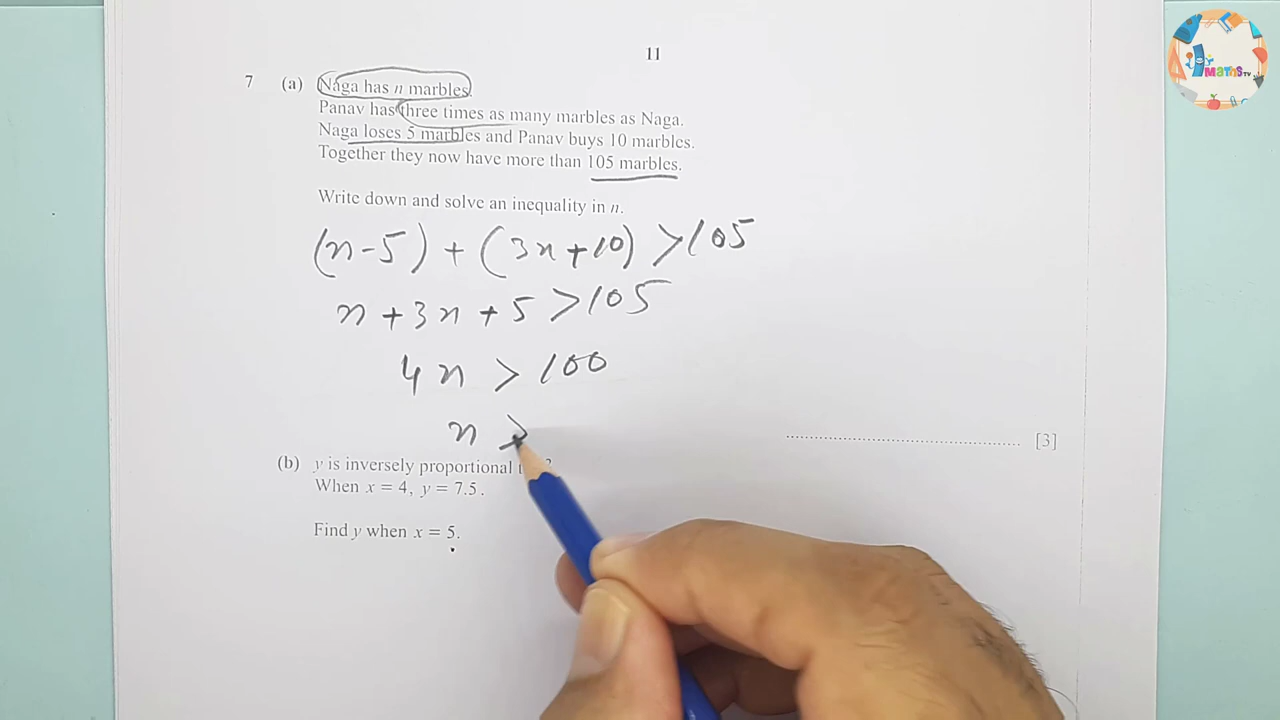 11
7 (a) Naga has n marbles.
Panav has three times as many marbles as Naga.
Naga loses 5 marbles and Panav buys 10 marbles.
Together they now have more than 105 marbles.
Write down and solve an inequality in n.
(n-5) + (3n+10) >105
n + 3n + 5 >105
4n > 100
n >
.......................................................... [3]
(b) y is inversely proportional
When x = 4, y = 7.5.
Find y when x = 5.
MATHS TV